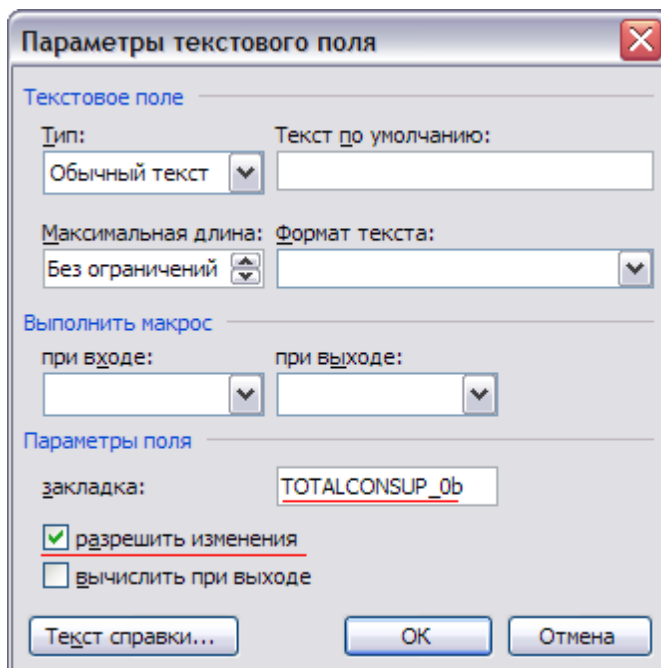 Параметры текстового поля
Текстовое поле
Тип: Текст по умолчанию:
Обычный текст
Максимальная длина: Формат текста:
Без ограничений
Выполнить макрос
при входе: при выходе:
Параметры поля
закладка: TOTALCONSUP_0b
разрешить изменения
вычислить при выходе
Текст справки... ОК Отмена